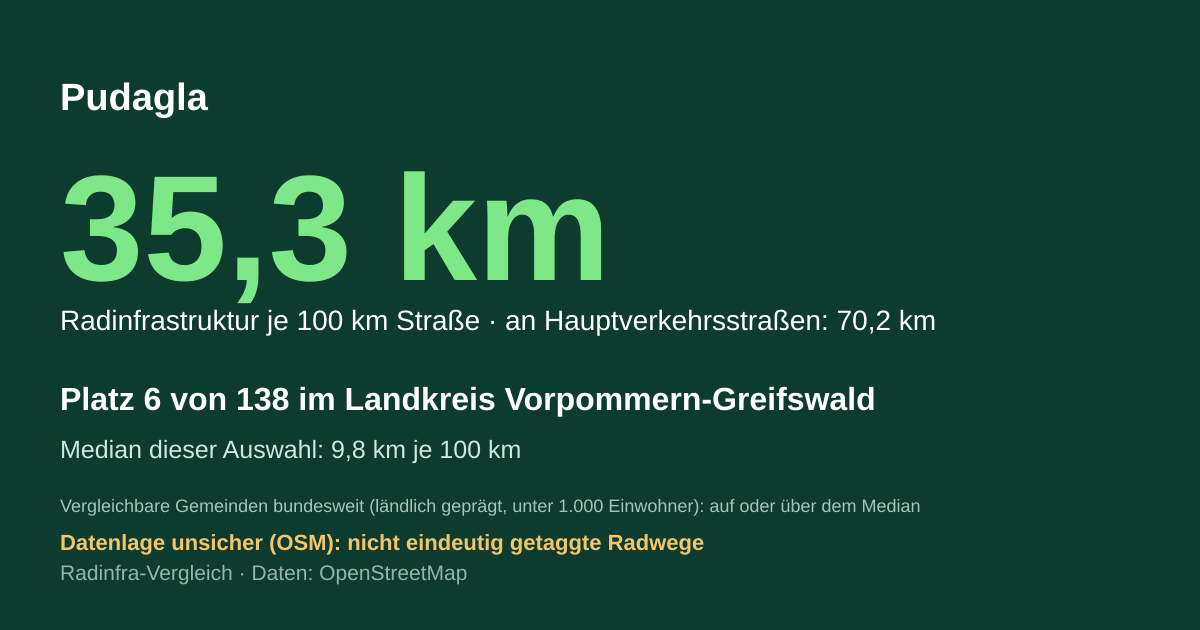 Pudagla
35,3 km
Radinfrastruktur je 100 km Straße · an Hauptverkehrsstraßen: 70,2 km
Platz 6 von 138 im Landkreis Vorpommern-Greifswald
Median dieser Auswahl: 9,8 km je 100 km
Vergleichbare Gemeinden bundesweit (ländlich geprägt, unter 1.000 Einwohner): auf oder über dem Median
Datenlage unsicher (OSM): nicht eindeutig getaggte Radwege
Radinfra-Vergleich · Daten: OpenStreetMap